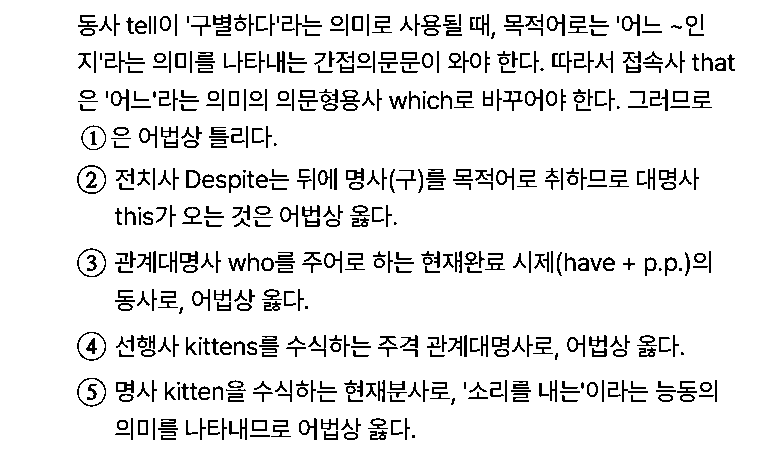 동사 tell이 '구별하다'라는 의미로 사용될 때, 목적어로는 '어느 ~인
지'라는 의미를 나타내는 간접의문문이 와야 한다. 따라서 접속사 that
은 '어느'라는 의미의 의문형용사 which로 바꾸어야 한다. 그러므로
①은 어법상 틀리다.
② 전치사 Despite는 뒤에 명사(구)를 목적어로 취하므로 대명사
this가 오는 것은 어법상 옳다.
③ 관계대명사 who를 주어로 하는 현재완료 시제(have + p.p.)의
동사로, 어법상 옳다.
④ 선행사 kittens를 수식하는 주격 관계대명사로, 어법상 옳다.
⑤ 명사 kitten을 수식하는 현재분사로, '소리를 내는'이라는 능동의
의미를 나타내므로 어법상 옳다.